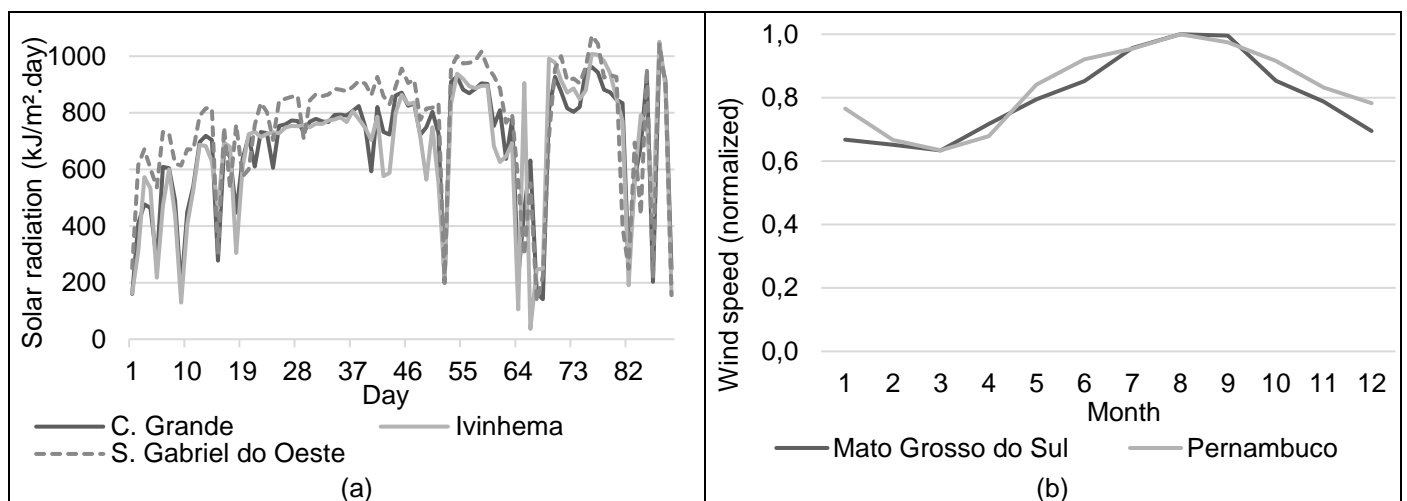 Solar radiation (kJ/m².day)
1000
800
600
400
200
0
1 10 19 28 37 46 55 64 73 82
Day
C. Grande Ivinhema
S. Gabriel do Oeste
(a)
Wind speed (normalized)
1,0
0,8
0,6
0,4
0,2
0,0
1 2 3 4 5 6 7 8 9 10 11 12
Month
Mato Grosso do Sul Pernambuco
(b)